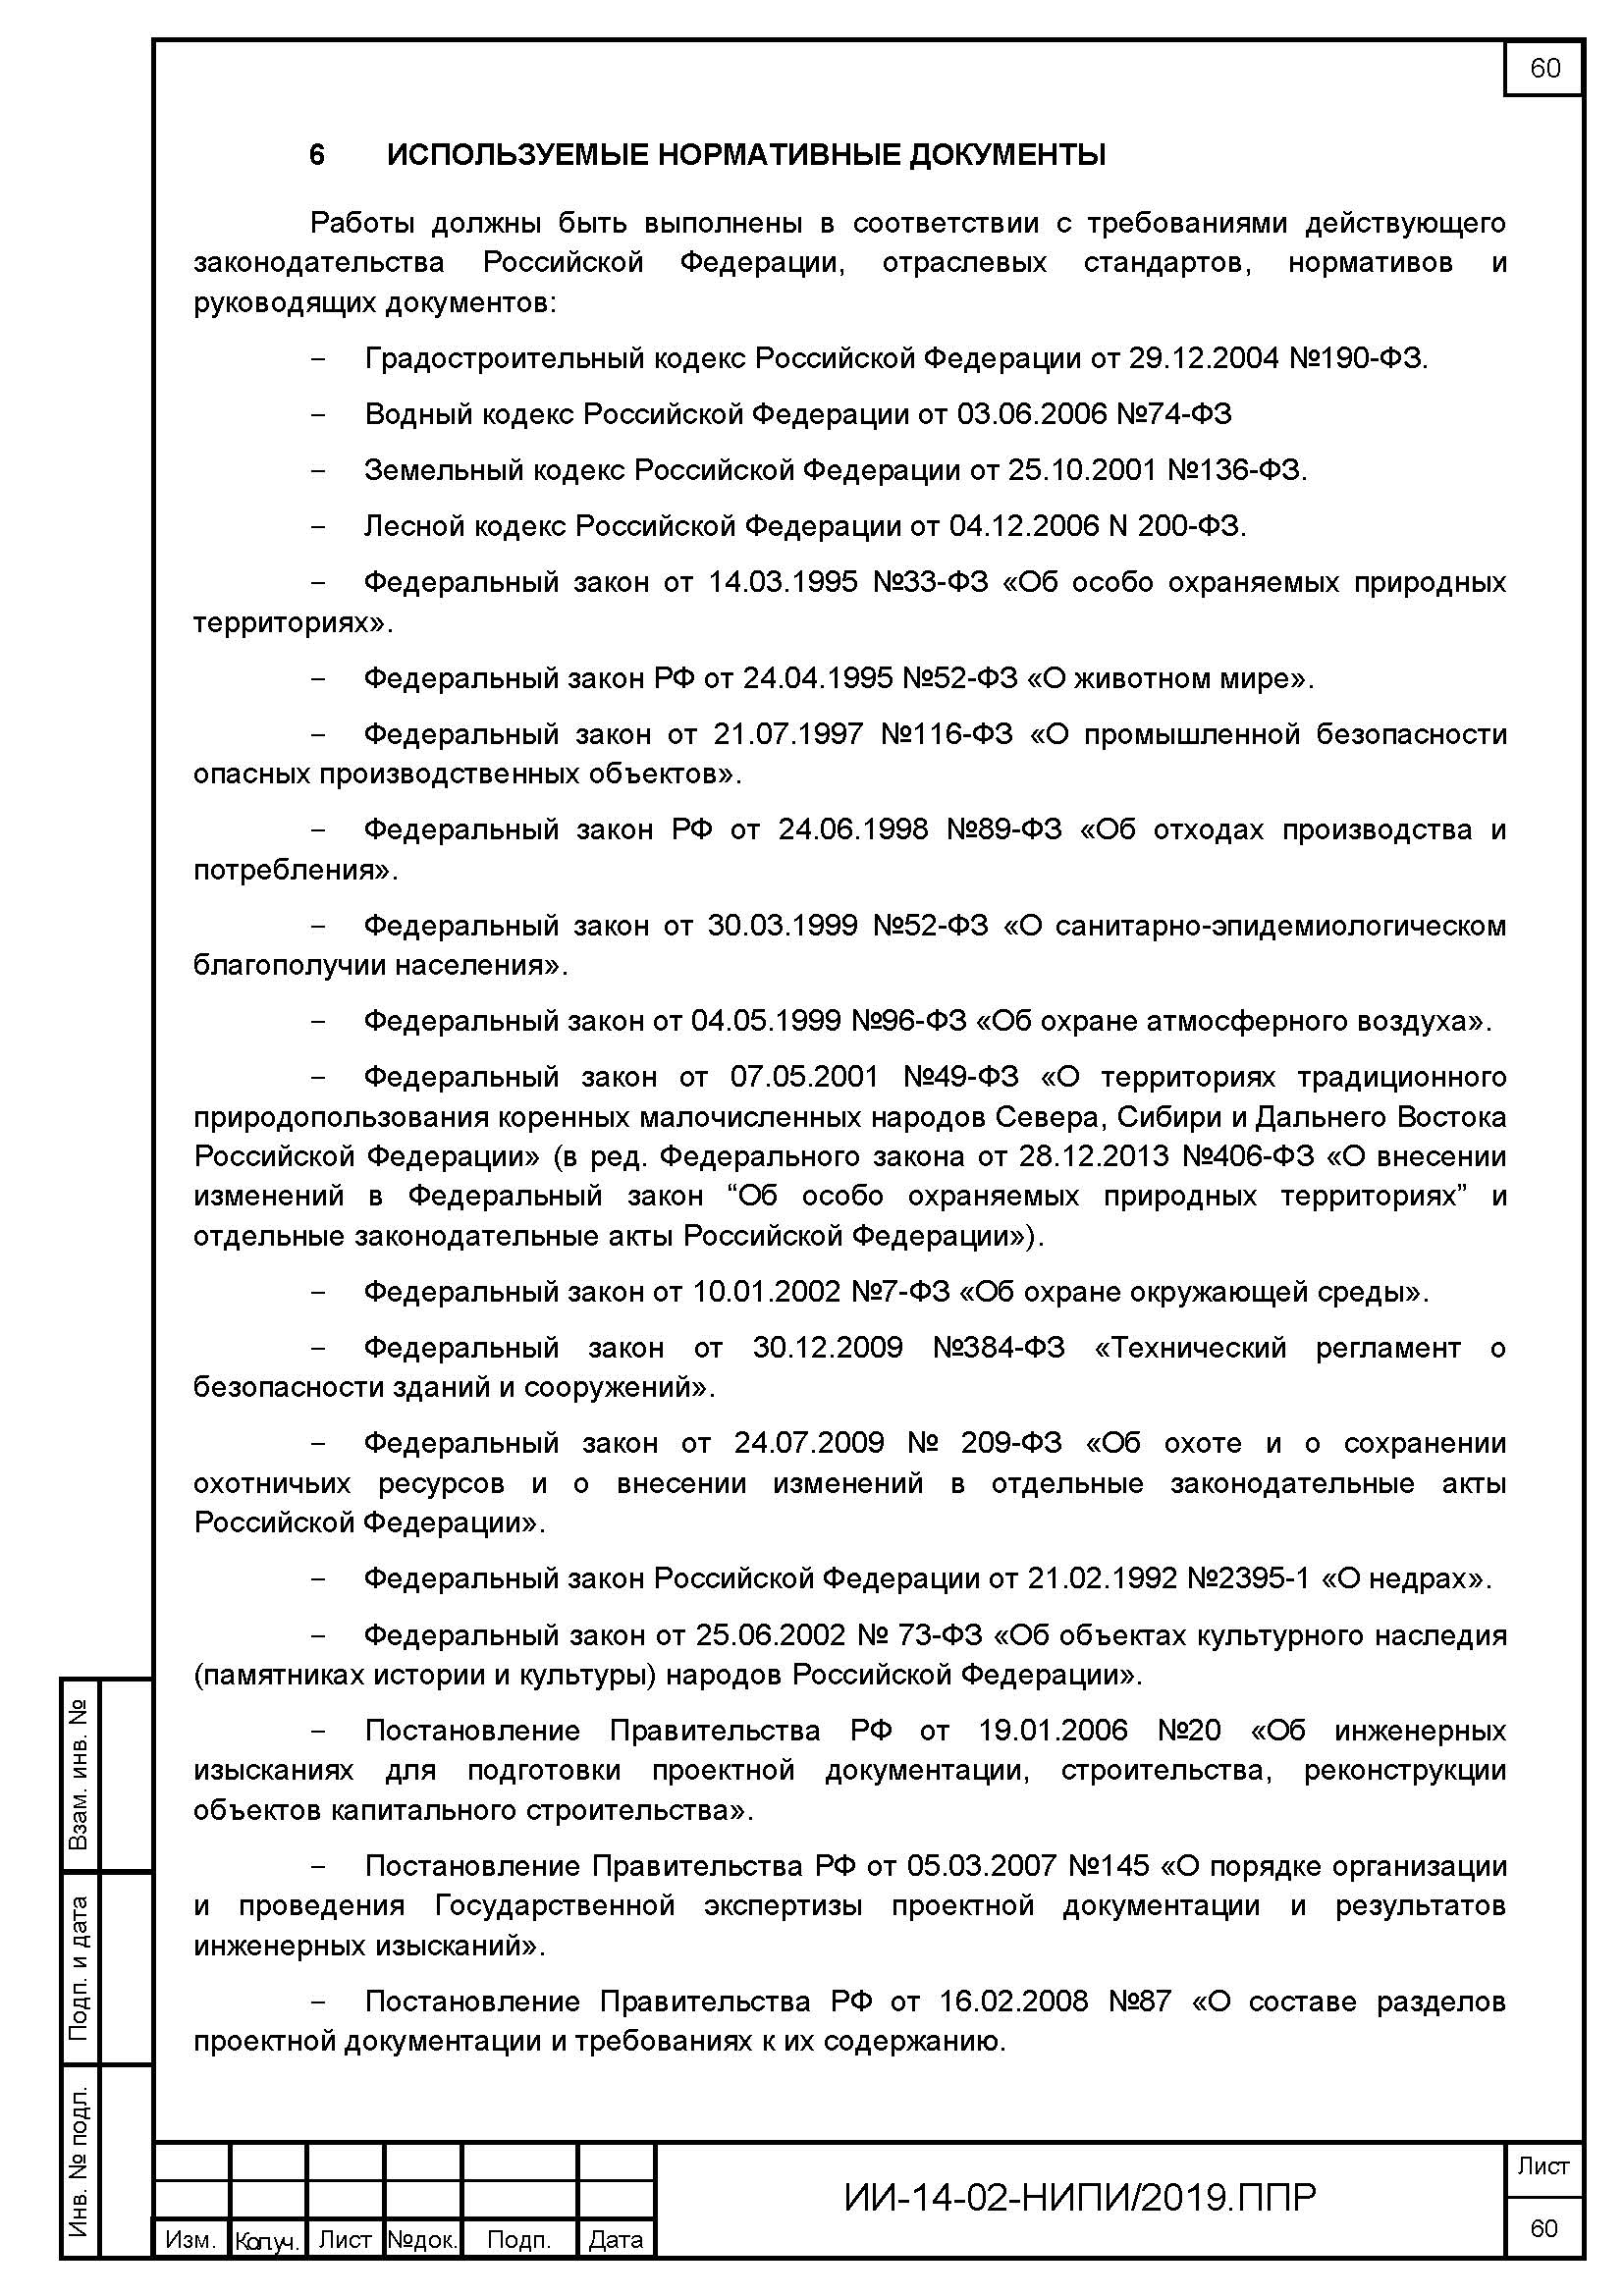 60
6 ИСПОЛЬЗУЕМЫЕ НОРМАТИВНЫЕ ДОКУМЕНТЫ
Работы должны быть выполнены в соответствии с требованиями действующего
законодательства Российской Федерации, отраслевых стандартов, нормативов и
руководящих документов:
– Градостроительный кодекс Российской Федерации от 29.12.2004 №190-ФЗ.
– Водный кодекс Российской Федерации от 03.06.2006 №74-ФЗ
– Земельный кодекс Российской Федерации от 25.10.2001 №136-ФЗ.
– Лесной кодекс Российской Федерации от 04.12.2006 N 200-ФЗ.
– Федеральный закон от 14.03.1995 №33-ФЗ «Об особо охраняемых природных
территориях».
– Федеральный закон РФ от 24.04.1995 №52-ФЗ «О животном мире».
– Федеральный закон от 21.07.1997 №116-ФЗ «О промышленной безопасности
опасных производственных объектов».
– Федеральный закон РФ от 24.06.1998 №89-ФЗ «Об отходах производства и
потребления».
– Федеральный закон от 30.03.1999 №52-ФЗ «О санитарно-эпидемиологическом
благополучии населения».
– Федеральный закон от 04.05.1999 №96-ФЗ «Об охране атмосферного воздуха».
– Федеральный закон от 07.05.2001 №49-ФЗ «О территориях традиционного
природопользования коренных малочисленных народов Севера, Сибири и Дальнего Востока
Российской Федерации» (в ред. Федерального закона от 28.12.2013 №406-ФЗ «О внесении
изменений в Федеральный закон “Об особо охраняемых природных территориях” и
отдельные законодательные акты Российской Федерации»).
– Федеральный закон от 10.01.2002 №7-ФЗ «Об охране окружающей среды».
– Федеральный закон от 30.12.2009 №384-ФЗ «Технический регламент о
безопасности зданий и сооружений».
– Федеральный закон от 24.07.2009 № 209-ФЗ «Об охоте и о сохранении
охотничьих ресурсов и о внесении изменений в отдельные законодательные акты
Российской Федерации».
– Федеральный закон Российской Федерации от 21.02.1992 №2395-1 «О недрах».
– Федеральный закон от 25.06.2002 № 73-ФЗ «Об объектах культурного наследия
(памятниках истории и культуры) народов Российской Федерации».
– Постановление Правительства РФ от 19.01.2006 №20 «Об инженерных
изысканиях для подготовки проектной документации, строительства, реконструкции
объектов капитального строительства».
– Постановление Правительства РФ от 05.03.2007 №145 «О порядке организации
и проведения Государственной экспертизы проектной документации и результатов
инженерных изысканий».
– Постановление Правительства РФ от 16.02.2008 №87 «О составе разделов
проектной документации и требованиях к их содержанию.
Взам. инв. №
Подп. и дата
Инв. № подл.
Изм. Кол.уч. Лист №док. Подп. Дата
ИИ-14-02-НИПИ/2019.ППР
Лист
60